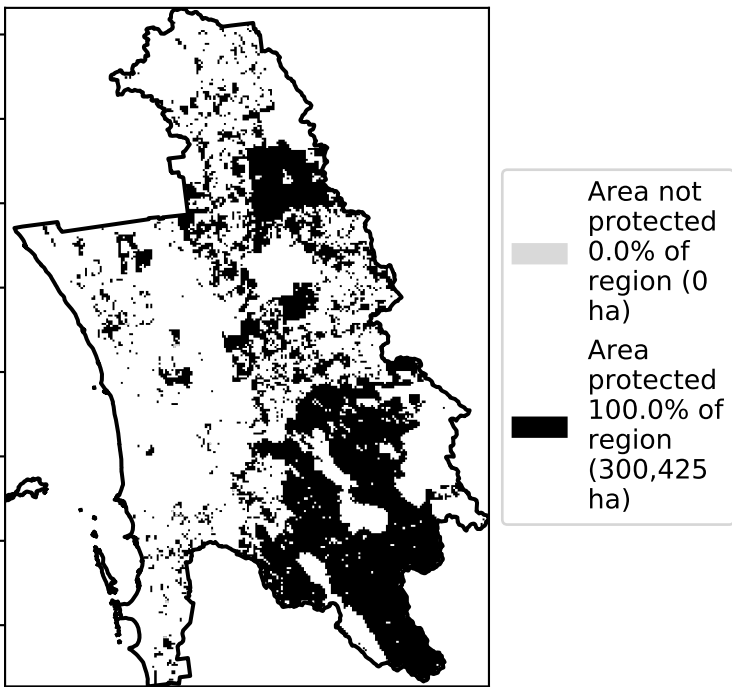 Area not
protected
0.0% of
region (0
ha)
Area
protected
100.0% of
region
(300,425
ha)